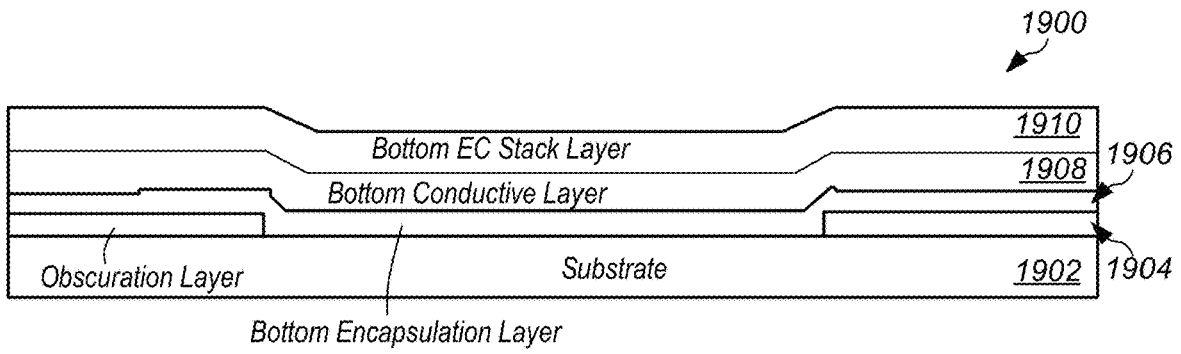 1900
Bottom EC Stack Layer
1910
1906
Bottom Conductive Layer
1908
Obscuration Layer
Substrate
1902
1904
Bottom Encapsulation Layer